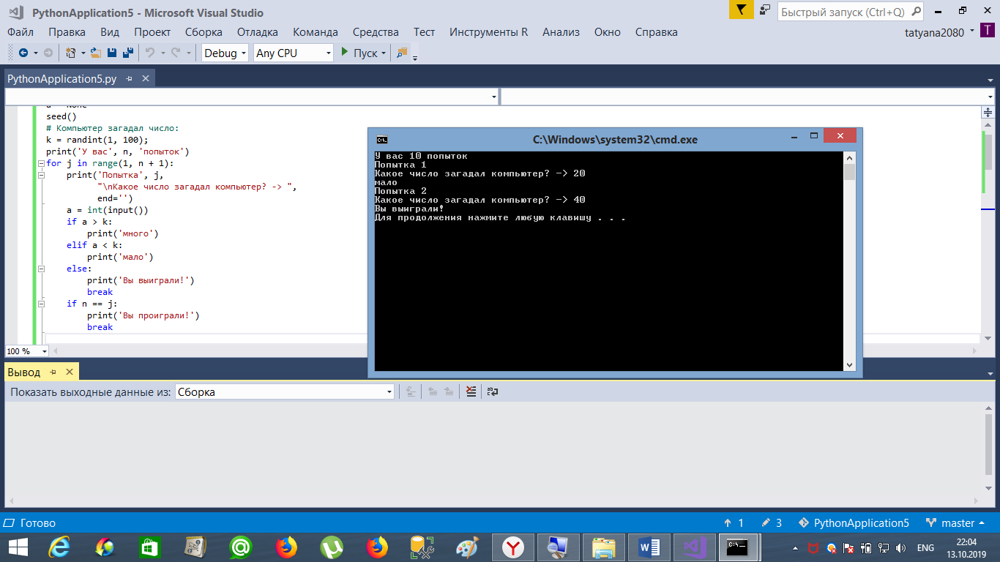 PythonApplication5 - Microsoft Visual Studio
Быстрый запуск (Ctrl+Q)
Файл Правка Вид Проект Сборка Отладка Команда Средства Тест Инструменты R Анализ Окно Справка
tatyana2080 T
Debug Any CPU Пуск
PythonApplication5.py
seed()
# Компьютер загадал число:
k = randint(1, 100);
print('У вас', n, 'попыток')
for j in range(1, n + 1):
print('Попытка', j,
"\nКакое число загадал компьютер? -> ",
end='')
a = int(input())
if a > k:
print('много')
elif a < k:
print('мало')
else:
print('Вы выиграли!')
break
if n == j:
print('Вы проиграли!')
break
100 %
C:\Windows\system32\cmd.exe
У вас 10 попыток
Попытка 1
Какое число загадал компьютер? -> 20
мало
Попытка 2
Какое число загадал компьютер? -> 40
Вы выиграли!
Для продолжения нажмите любую клавишу . . .
Вывод
Показать выходные данные из: Сборка
Готово
1 3 PythonApplication5 master
ENG
22:04
13.10.2019